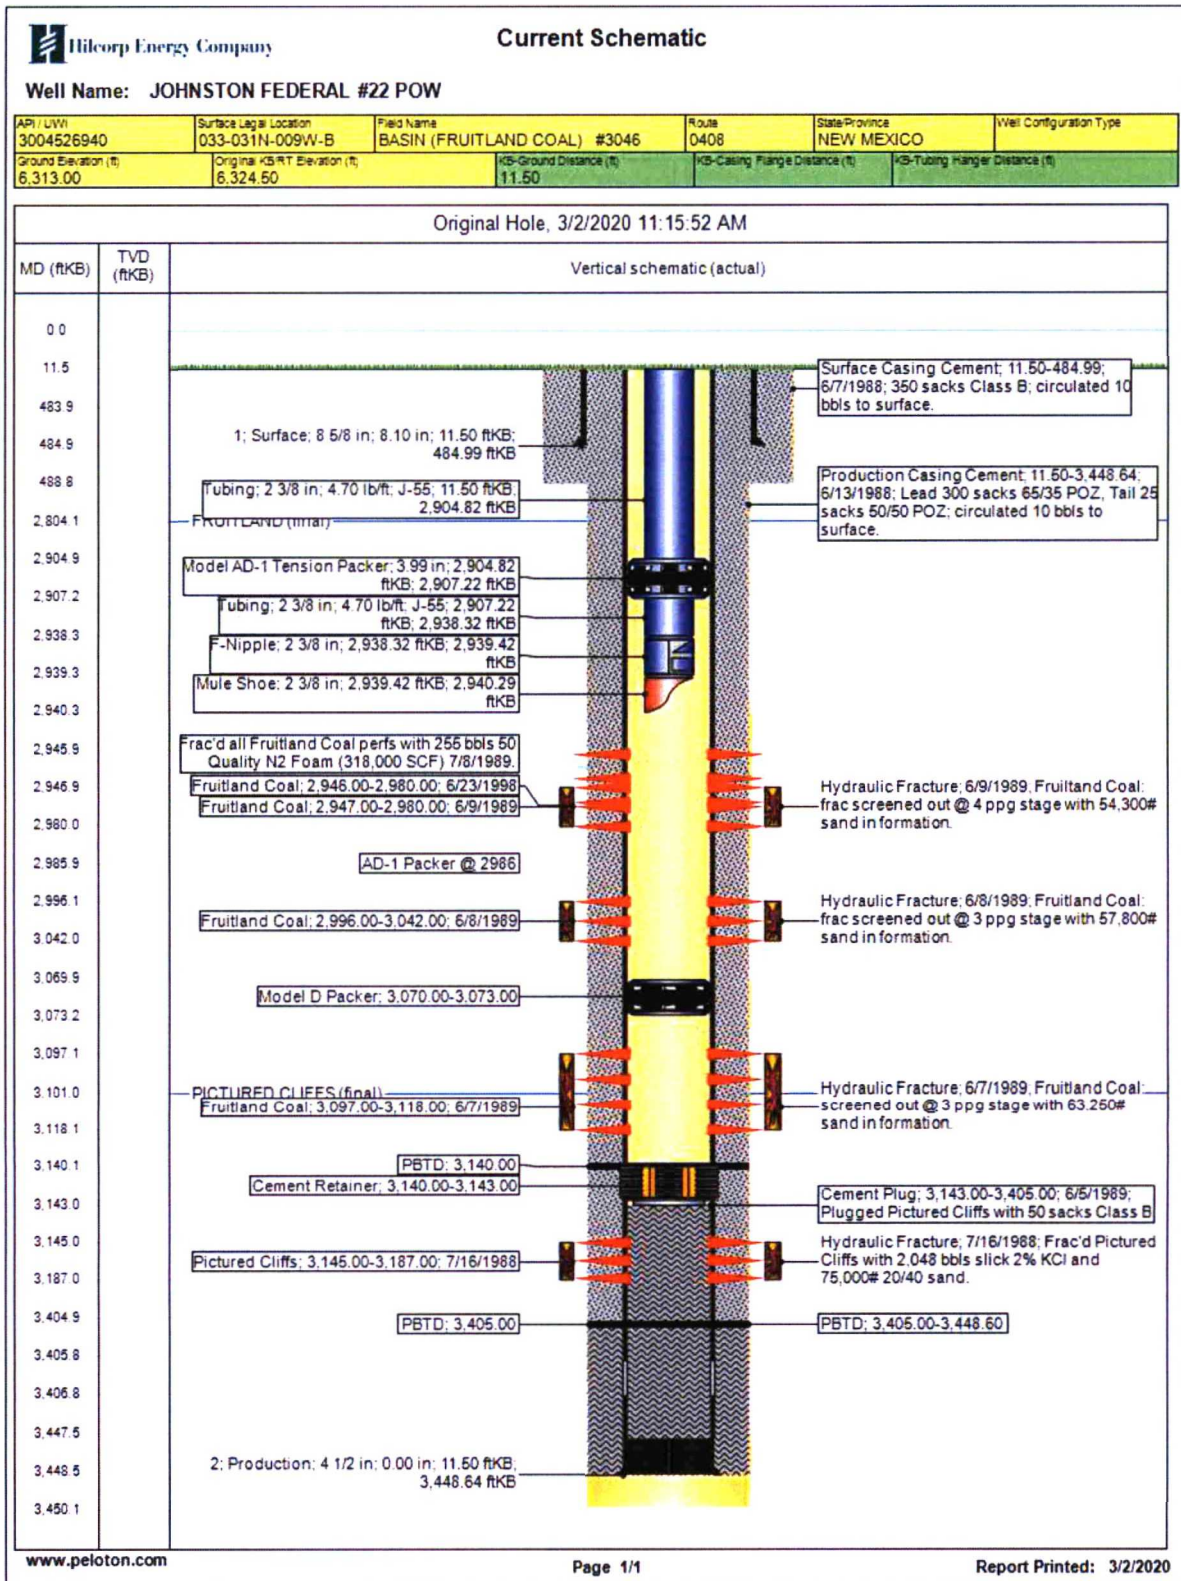 Hilcorp Energy Company
Current Schematic
Well Name: JOHNSTON FEDERAL #22 POW
API / UWI
3004526940
Surface Legal Location
033-031N-009W-B
Field Name
BASIN (FRUITLAND COAL) #3046
Route
0408
State/Province
NEW MEXICO
Well Configuration Type
Ground Elevation (ft)
6,313.00
Original KB/RT Elevation (ft)
6,324.50
KB-Ground Distance (ft)
11.50
KB-Casing Flange Distance (ft)
KB-Tubing Hanger Distance (ft)
Original Hole, 3/2/2020 11:15:52 AM
MD (ftKB)
TVD
(ftKB)
Vertical schematic (actual)
0.0
11.5
483.9
484.9
488.8
2,804.1
2,904.9
2,907.2
2,938.3
2,939.3
2,940.3
2,945.9
2,946.9
2,980.0
2,985.9
2,996.1
3,042.0
3,069.9
3,073.2
3,097.1
3,101.0
3,118.1
3,140.1
3,143.0
3,145.0
3,187.0
3,404.9
3,405.8
3,406.8
3,447.5
3,448.5
3,450.1
1; Surface; 8 5/8 in; 8.10 in; 11.50 ftKB;
484.99 ftKB
Tubing; 2 3/8 in; 4.70 lb/ft; J-55; 11.50 ftKB;
2,904.82 ftKB
FRUITLAND (final)
Model AD-1 Tension Packer; 3.99 in; 2,904.82
ftKB; 2,907.22 ftKB
Tubing; 2 3/8 in; 4.70 lb/ft; J-55; 2,907.22
ftKB; 2,938.32 ftKB
F-Nipple; 2 3/8 in; 2,938.32 ftKB; 2,939.42
ftKB
Mule Shoe; 2 3/8 in; 2,939.42 ftKB; 2,940.29
ftKB
Frac'd all Fruitland Coal perfs with 255 bbls 50
Quality N2 Foam (318,000 SCF) 7/8/1989.
Fruitland Coal; 2,946.00-2,980.00; 6/23/1998
Fruitland Coal; 2,947.00-2,980.00; 6/9/1989
AD-1 Packer @ 2986
Fruitland Coal; 2,996.00-3,042.00; 6/8/1989
Model D Packer; 3,070.00-3,073.00
PICTURED CLIFFS (final)
Fruitland Coal; 3,097.00-3,118.00; 6/7/1989
PBTD; 3,140.00
Cement Retainer; 3,140.00-3,143.00
Pictured Cliffs; 3,145.00-3,187.00; 7/16/1988
PBTD; 3,405.00
2; Production; 4 1/2 in; 0.00 in; 11.50 ftKB;
3,448.64 ftKB
Surface Casing Cement; 11.50-484.99;
6/7/1988; 350 sacks Class B; circulated 10
bbls to surface.
Production Casing Cement; 11.50-3,448.64;
6/13/1988; Lead 300 sacks 65/35 POZ, Tail 25
sacks 50/50 POZ; circulated 10 bbls to
surface.
Hydraulic Fracture; 6/9/1989; Fruiltand Coal:
frac screened out @ 4 ppg stage with 54,300#
sand in formation.
Hydraulic Fracture; 6/8/1989; Fruitland Coal:
frac screened out @ 3 ppg stage with 57,800#
sand in formation.
Hydraulic Fracture; 6/7/1989; Fruitland Coal:
screened out @ 3 ppg stage with 63,250#
sand in formation.
Cement Plug; 3,143.00-3,405.00; 6/5/1989;
Plugged Pictured Cliffs with 50 sacks Class B
Hydraulic Fracture; 7/16/1988; Frac'd Pictured
Cliffs with 2,048 bbls slick 2% KCl and
75,000# 20/40 sand.
PBTD; 3,405.00-3,448.60
www.peloton.com
Page 1/1
Report Printed: 3/2/2020